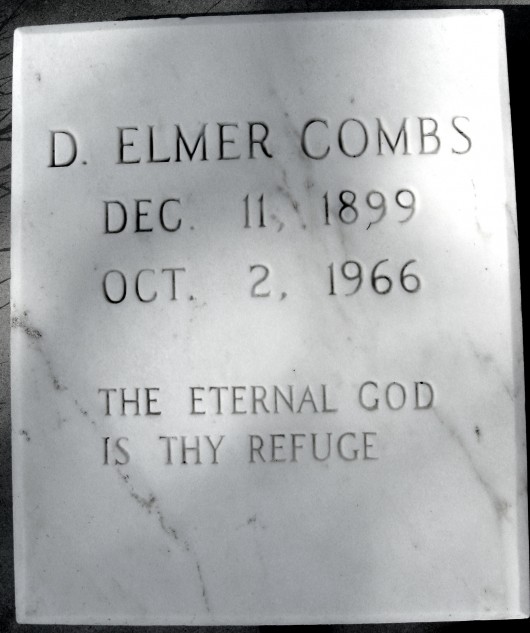 D. ELMER COMBS
DEC. 11, 1899
OCT. 2, 1966
THE ETERNAL GOD
IS THY REFUGE